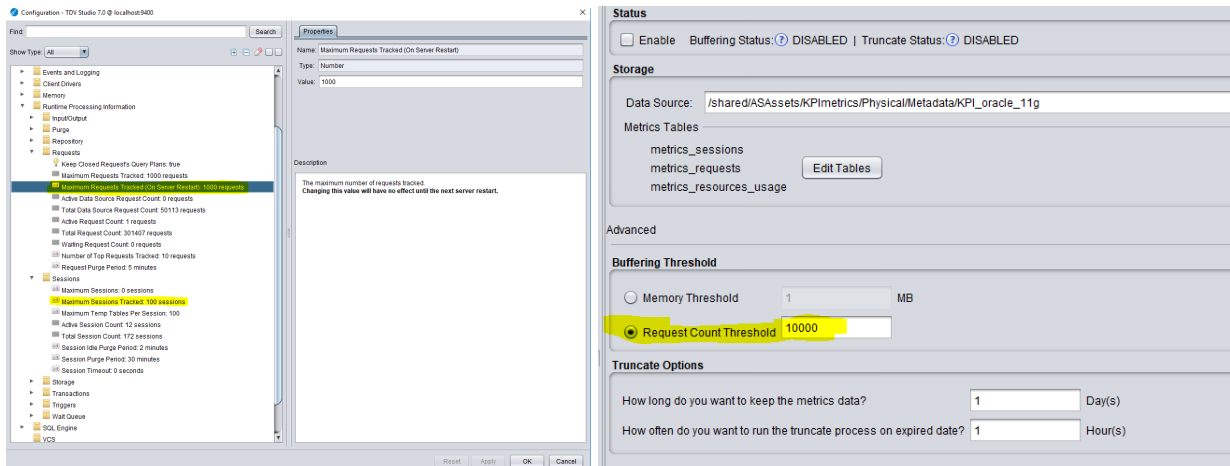 Configuration - TDV Studio 7.0 @ localhost:9400
Find:
Search
Show Type: All
Events and Logging
Client Drivers
Memory
Runtime Processing Information
Input/Output
Purge
Repository
Requests
Keep Closed Request's Query Plans: true
Maximum Requests Tracked: 1000 requests
Maximum Requests Tracked (On Server Restart): 1000 requests
Active Data Source Request Count: 0 requests
Total Data Source Request Count: 50113 requests
Active Request Count: 1 requests
Total Request Count: 301407 requests
Waiting Request Count: 0 requests
Number of Top Requests Tracked: 10 requests
Request Purge Period: 5 minutes
Sessions
Maximum Sessions: 0 sessions
Maximum Sessions Tracked: 100 sessions
Maximum Temp Tables Per Session: 100
Active Session Count: 12 sessions
Total Session Count: 172 sessions
Session Idle Purge Period: 2 minutes
Session Purge Period: 30 minutes
Session Timeout: 0 seconds
Storage
Transactions
Triggers
Wait Queue
SQL Engine
VCS
Properties
Name: Maximum Requests Tracked (On Server Restart)
Type: Number
Value: 1000
Description
The maximum number of requests tracked.
Changing this value will have no effect until the next server restart.
Reset Apply OK Cancel
Status
Enable Buffering Status: ? DISABLED | Truncate Status: ? DISABLED
Storage
Data Source: /shared/ASAssets/KPImetrics/Physical/Metadata/KPI_oracle_11g
Metrics Tables
metrics_sessions
metrics_requests
Edit Tables
metrics_resources_usage
Advanced
Buffering Threshold
Memory Threshold 1 MB
Request Count Threshold 10000
Truncate Options
How long do you want to keep the metrics data? 1 Day(s)
How often do you want to run the truncate process on expired date? 1 Hour(s)